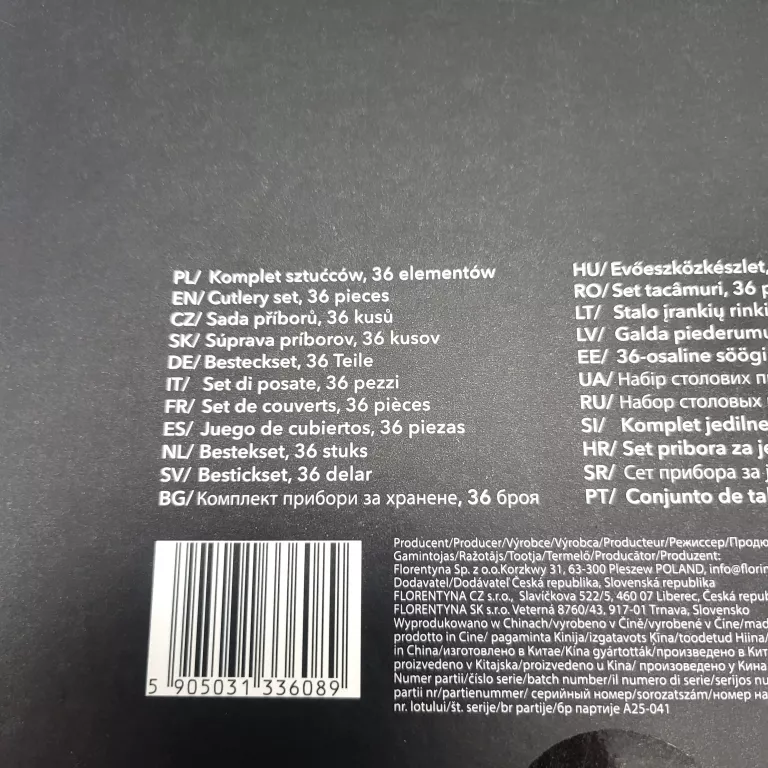 PL/ Komplet sztućców, 36 elementów
EN/ Cutlery set, 36 pieces
CZ/ Sada příborů, 36 kusů
SK/ Súprava príborov, 36 kusov
DE/ Besteckset, 36 Teile
IT/ Set di posate, 36 pezzi
FR/ Set de couverts, 36 pièces
ES/ Juego de cubiertos, 36 piezas
NL/ Bestekset, 36 stuks
SV/ Bestickset, 36 delar
BG/ Комплект прибори за хранене, 36 броя
HU/ Evőeszközkészlet,
RO/ Set tacâmuri, 36
LT/ Stalo įrankių
LV/ Galda
EE/ 36-osaline
UA/ Набір столових
RU/ Набор столовых
SI/ Komplet
HR/ Set pribora za
SR/ Сет прибора за
PT/ Conjunto de
5 905031 336089
Producent/Producer/Výrobce/Výrobca/Producteur/Режиссер/
Gamintojas/Ražotājs/Tootja/Termelő/Producător/Produzent:
Florentyna Sp. z o.o.Korzkwy 31, 63-300 Pleszew POLAND,
Dodavatel/Dodávateľ Česká republika, Slovenská republika
FLORENTYNA CZ s.r.o., Slavíčkova 522/5, 460 07 Liberec, Česká
FLORENTYNA SK s.r.o. Veterná 8760/43, 917-01 Trnava, Slovensko
Wyprodukowano w Chinach/vyrobeno v Číně/vyrobené v Číne/
prodotto in Cine/ pagaminta Kinija/izgatavots Ķīna/toodetud Hiina/
in China/изготовлено в Китае/Kína gyártották/произведено в
proizvedeno v Kitajska/proizvedeno u Kina/ произведено у Кина
Numer partii/číslo serie/batch number/il numero di serie/serijos
partii nr/partienummer/ серийный номер/sorozatszám/номер на
nr. lotului/št. serije/br partije/бр партије A25-041